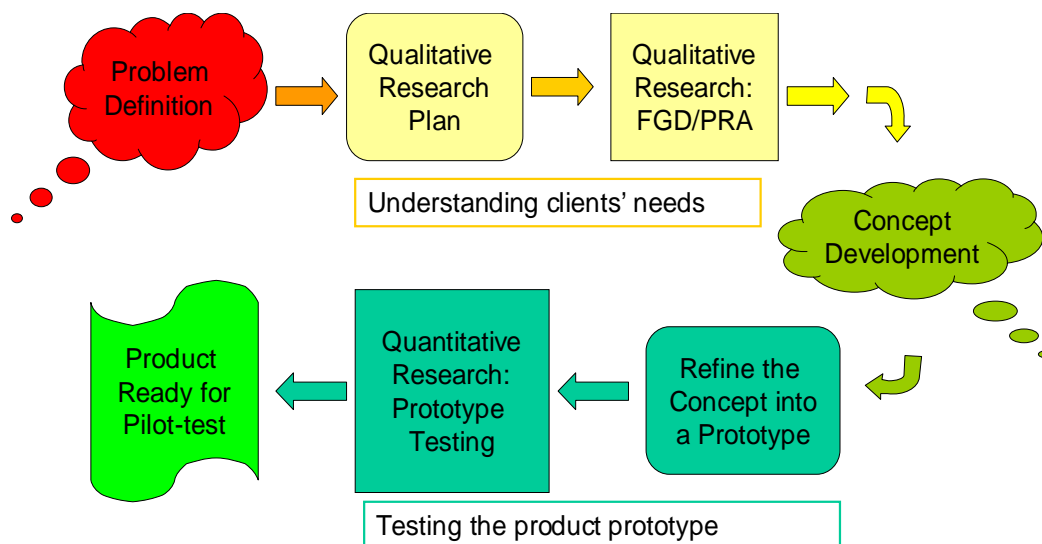 Problem
Definition
Qualitative
Research
Plan
Qualitative
Research:
FGD/PRA
Understanding clients’ needs
Concept
Development
Refine the
Concept into
a Prototype
Quantitative
Research:
Prototype
Testing
Product
Ready for
Pilot-test
Testing the product prototype